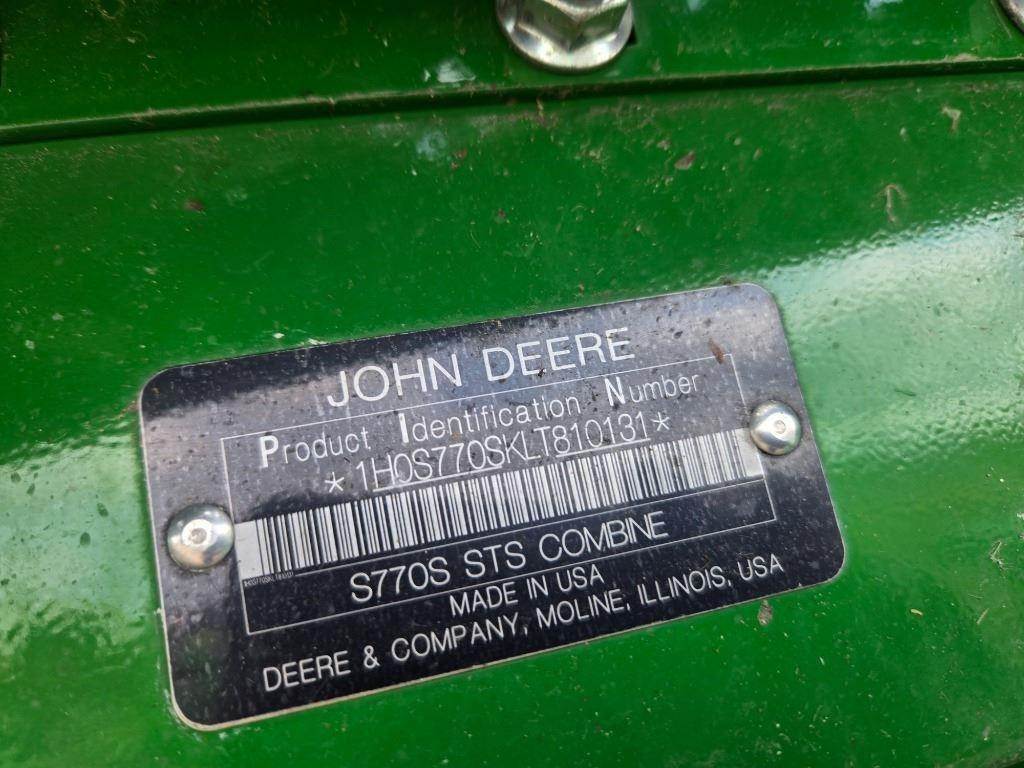 JOHN DEERE
Product Identification Number
*1H0S770SKLT810131*
S770S STS COMBINE
MADE IN USA
DEERE & COMPANY, MOLINE, ILLINOIS, USA